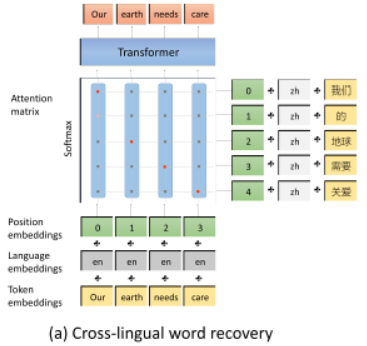 Our earth needs care
Transformer
Attention matrix
Softmax
0 + zh + 我们
1 + zh + 的
2 + zh + 地球
3 + zh + 需要
4 + zh + 关爱
Position embeddings 0 1 2 3
+ + + +
Language embeddings en en en en
+ + + +
Token embeddings Our earth needs care
(a) Cross-lingual word recovery